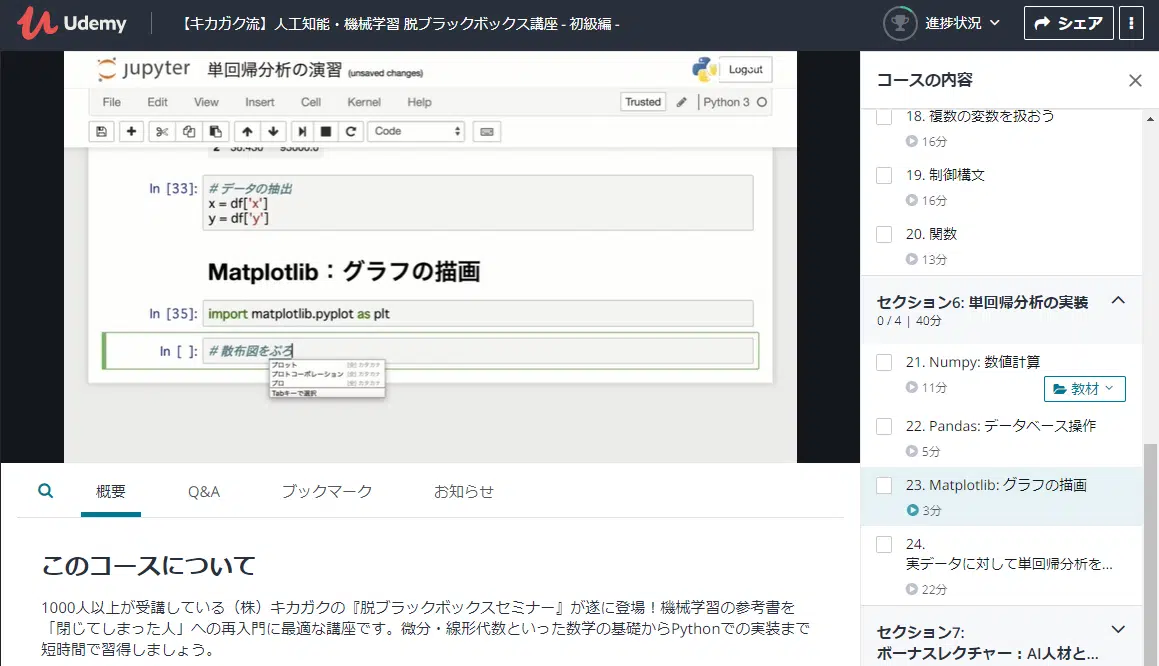 Udemy
【キカガク流】人工知能・機械学習 脱ブラックボックス講座 - 初級編 -
進捗状況
シェア
jupyter 単回帰分析の演習 (unsaved changes)
Logout
File Edit View Insert Cell Kernel Help
Trusted
Python 3
Code
2 38.430 93000.0
In [33]:
# データの抽出
x = df['x']
y = df['y']
Matplotlib：グラフの描画
In [35]:
import matplotlib.pyplot as plt
In [ ]:
# 散布図をぷろ
プロット
プロトコーポレーション
プロ
Tabキーで選択
コースの内容
18. 複数の変数を扱おう
16分
19. 制御構文
16分
20. 関数
13分
セクション6: 単回帰分析の実装
0 / 4 | 40分
21. Numpy: 数値計算
11分
教材
22. Pandas: データベース操作
5分
23. Matplotlib: グラフの描画
3分
24.
実データに対して単回帰分析を...
22分
セクション7:
ボーナスレクチャー：AI人材と...
概要
Q&A
ブックマーク
お知らせ
このコースについて
1000人以上が受講している（株）キカガクの『脱ブラックボックスセミナー』が遂に登場！機械学習の参考書を
「閉じてしまった人」への再入門に最適な講座です。微分・線形代数といった数学の基礎からPythonでの実装まで
短時間で習得しましょう。